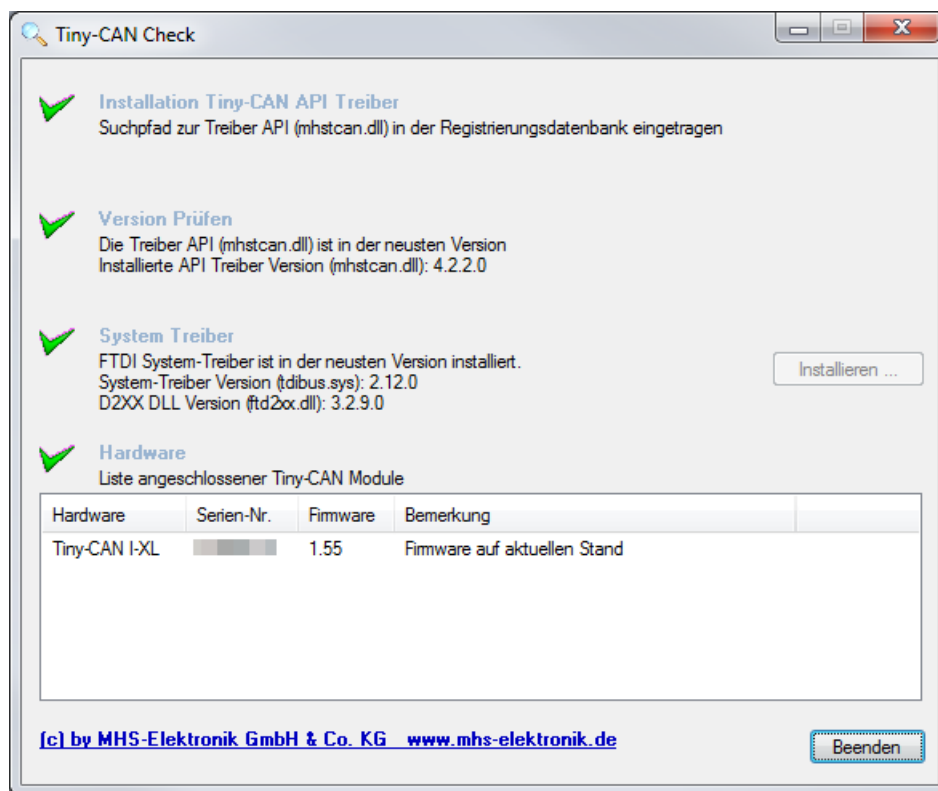 Tiny-CAN Check
Installation Tiny-CAN API Treiber
Suchpfad zur Treiber API (mhstcan.dll) in der Registrierungsdatenbank eingetragen
Version Prüfen
Die Treiber API (mhstcan.dll) ist in der neusten Version
Installierte API Treiber Version (mhstcan.dll): 4.2.2.0
System Treiber
FTDI System-Treiber ist in der neusten Version installiert.
System-Treiber Version (tdibus.sys): 2.12.0
D2XX DLL Version (ftd2xx.dll): 3.2.9.0
Installieren ...
Hardware
Liste angeschlossener Tiny-CAN Module
Hardware Serien-Nr. Firmware Bemerkung
Tiny-CAN I-XL 1.55 Firmware auf aktuellen Stand
(c) by MHS-Elektronik GmbH & Co. KG www.mhs-elektronik.de
Beenden